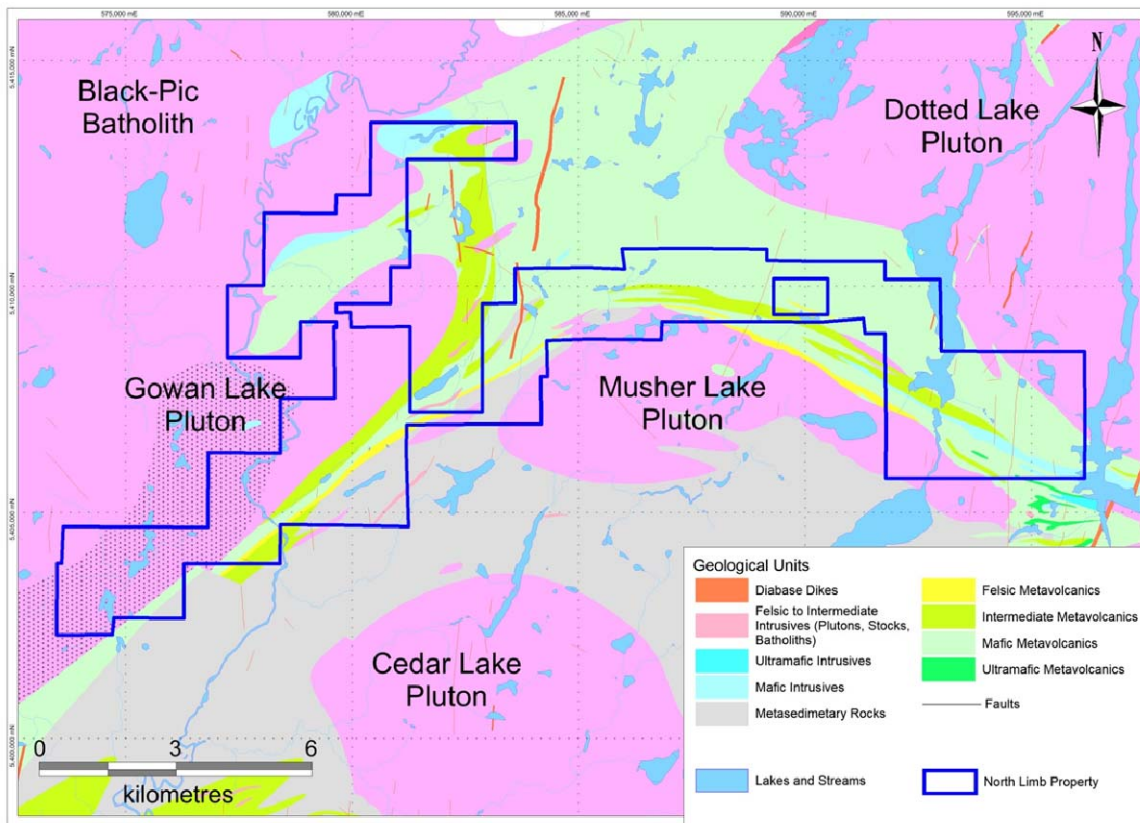 575,000 mE
580,000 mE
585,000 mE
590,000 mE
595,000 mE
5,415,000 mN
5,410,000 mN
5,405,000 mN
5,400,000 mN
N
Black-Pic
Batholith
Dotted Lake
Pluton
Gowan Lake
Pluton
Musher Lake
Pluton
Cedar Lake
Pluton
0 3 6
kilometres
Geological Units
Diabase Dikes
Felsic to Intermediate
Intrusives (Plutons, Stocks,
Batholiths)
Ultramafic Intrusives
Mafic Intrusives
Metasedimetary Rocks
Lakes and Streams
Felsic Metavolcanics
Intermediate Metavolcanics
Mafic Metavolcanics
Ultramafic Metavolcanics
Faults
North Limb Property